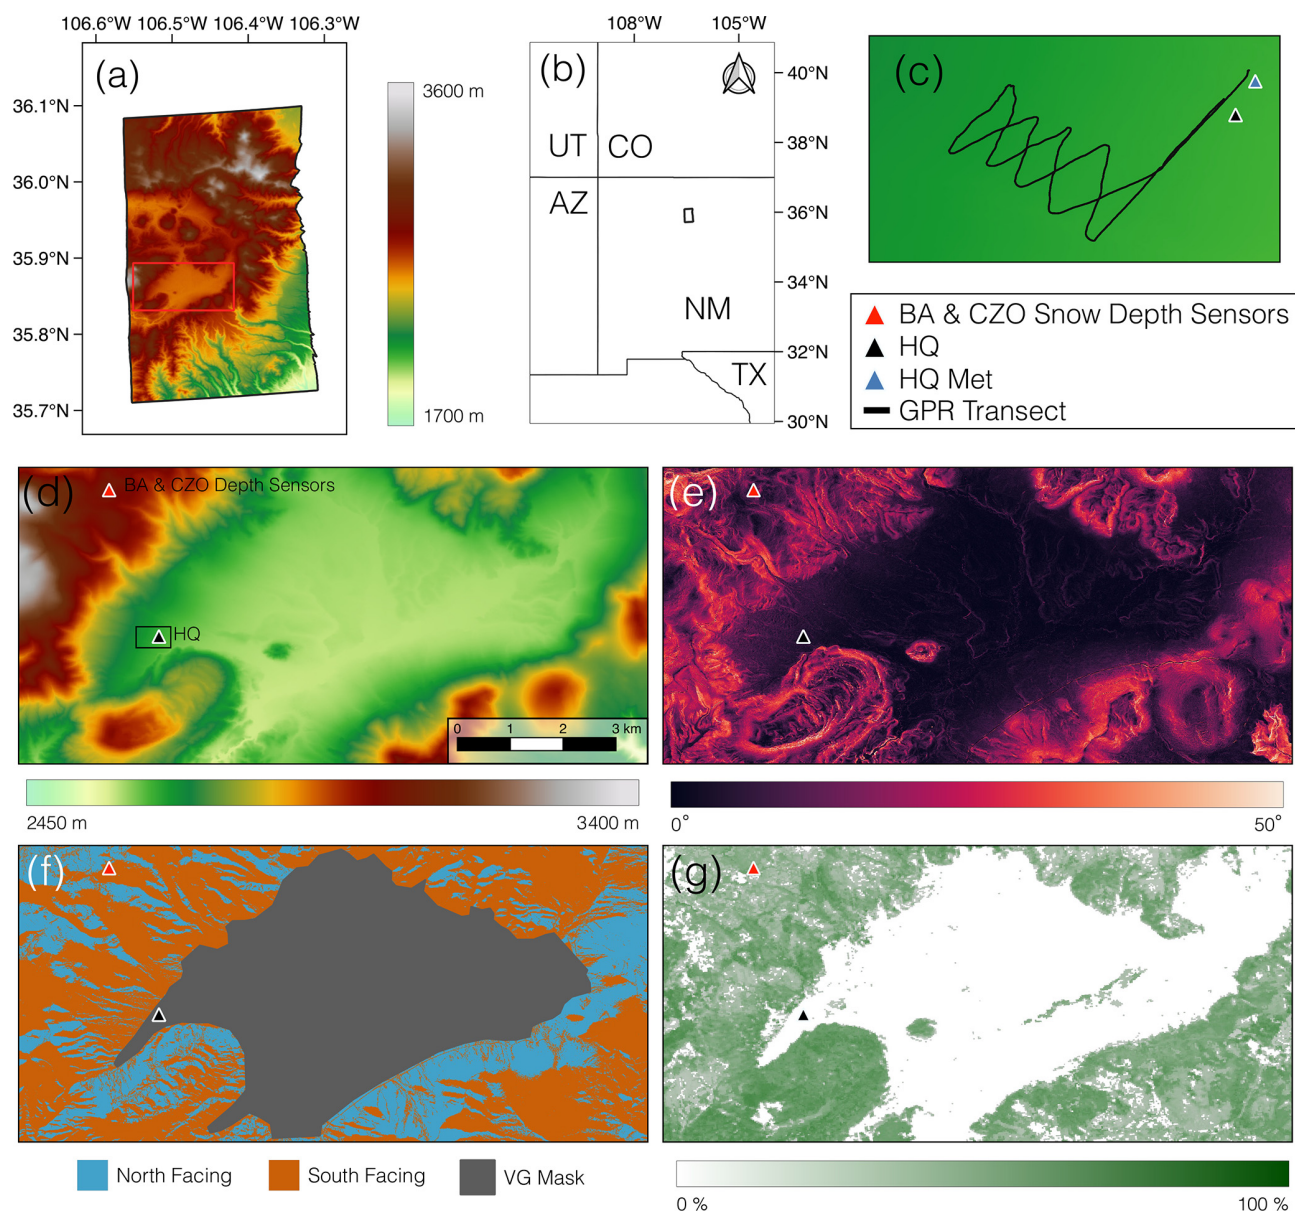 106.6°W 106.5°W 106.4°W 106.3°W
(a)
3600 m
1700 m
36.1°N
36.0°N
35.9°N
35.8°N
35.7°N
108°W 105°W
(b)
UT CO
AZ
NM
TX
40°N
38°N
36°N
34°N
32°N
30°N
(c)
BA & CZO Snow Depth Sensors
HQ
HQ Met
GPR Transect
(d)
BA & CZO Depth Sensors
HQ
0 1 2 3 km
2450 m 3400 m
(e)
0° 50°
(f)
North Facing South Facing VG Mask
(g)
0 % 100 %